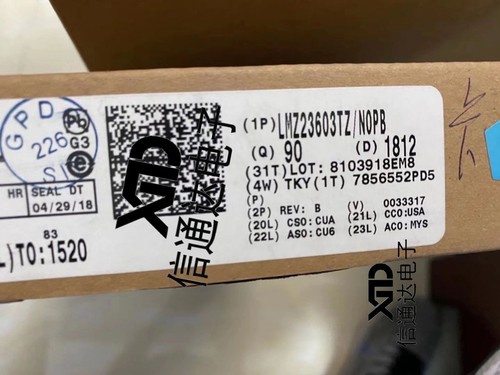 (1P) LMZ23603TZ/NOPB
(Q) 90 (D) 1812
(31T)LOT: 8103918EM8
(4W) TKY(1T) 7856552PD5
(P)
(2P) REV: B (V) 0033317
(20L) CSO: CUA (21L) CCO:USA
(22L) ASO: CU6 (23L) ACO: MYS
GPD
226
SI
Pb
G3
e
HR SEAL DT
04/29/18
83
L)TO:1520
XTD
信通达电子
XTD
信通达电子